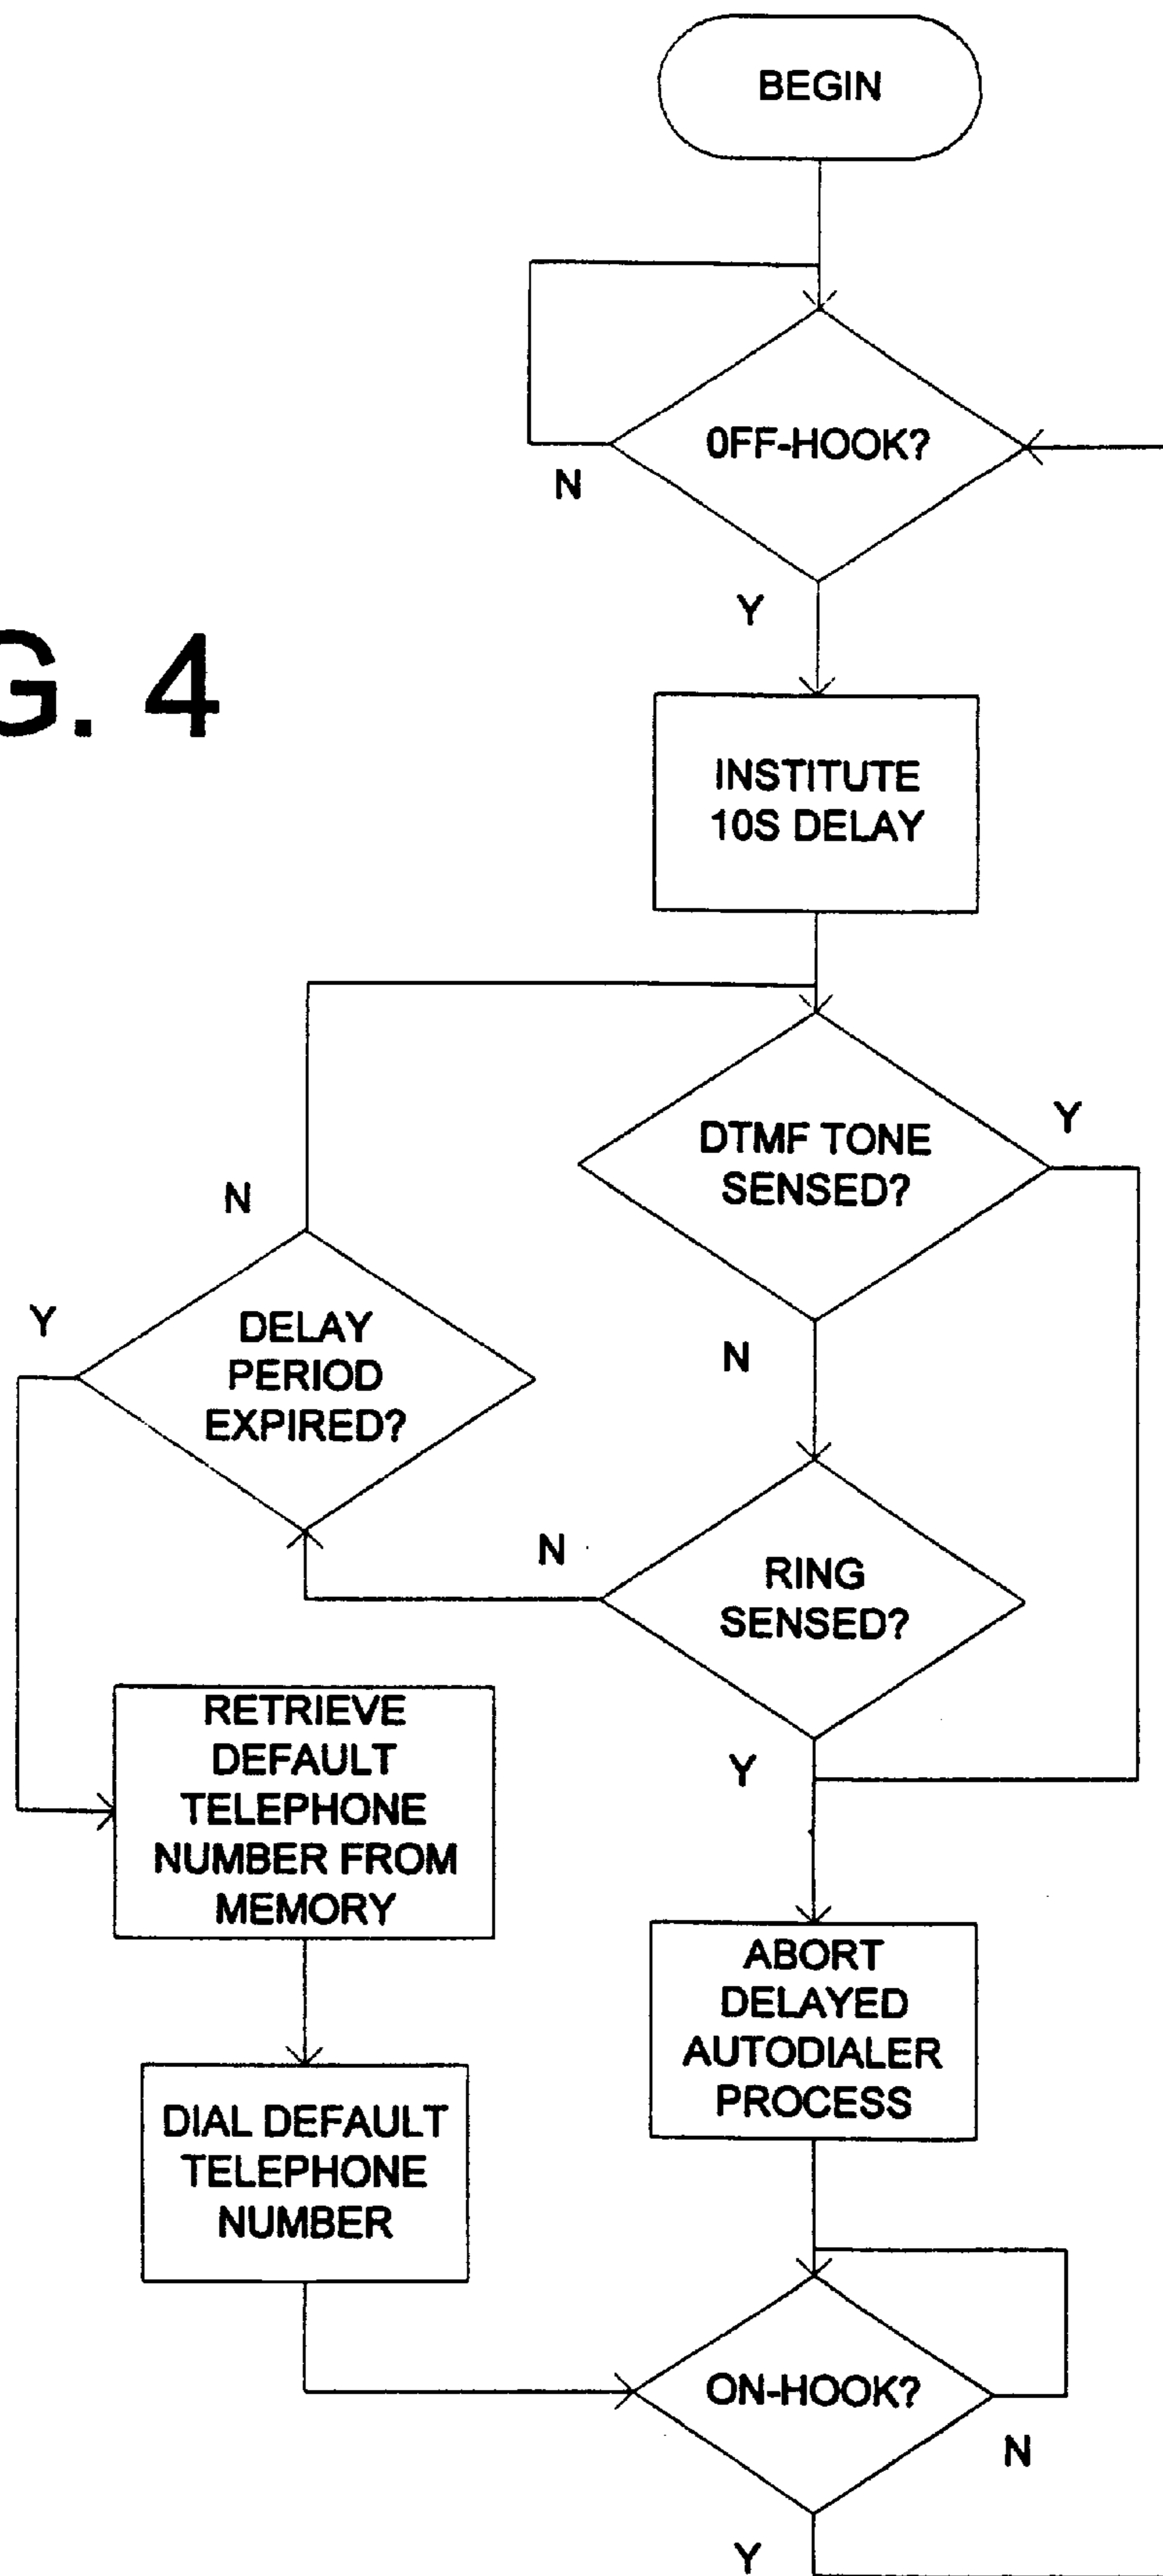 BEGIN
0FF-HOOK?
N
Y
G. 4
INSTITUTE
10S DELAY
DTMF TONE
SENSED?
Y
N
N
DELAY
PERIOD
EXPIRED?
Y
RING
SENSED?
N
Y
RETRIEVE
DEFAULT
TELEPHONE
NUMBER FROM
MEMORY
ABORT
DELAYED
AUTODIALER
PROCESS
DIAL DEFAULT
TELEPHONE
NUMBER
ON-HOOK?
N
Y